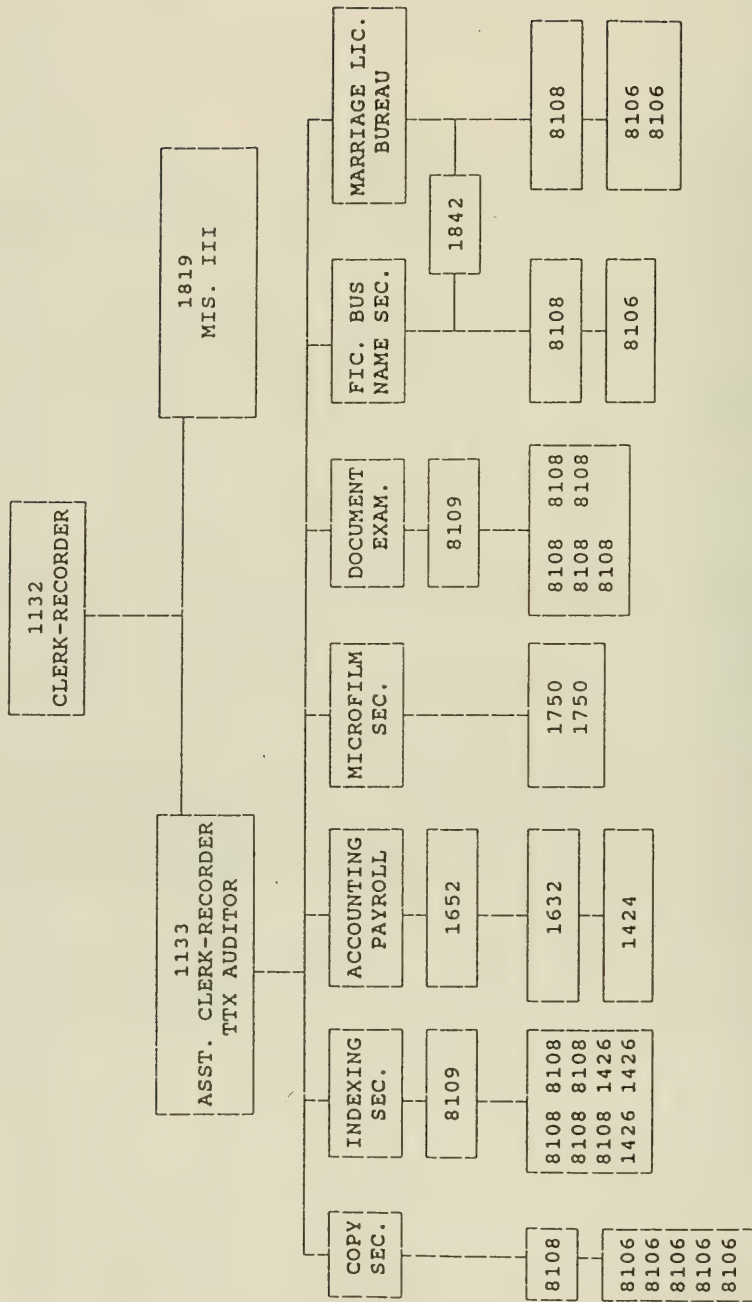 1132
CLERK-RECORDER
1133
ASST. CLERK-RECORDER
TTX AUDITOR
1819
MIS. III
COPY
SEC.
INDEXING
SEC.
ACCOUNTING
PAYROLL
MICROFILM
SEC.
DOCUMENT
EXAM.
FIC. BUS
NAME SEC.
MARRIAGE LIC.
BUREAU
8109
1652
8109
1842
8108
8108 8108
8108 8108
8108 1426
1426 1426
1632
1750
1750
8108 8108
8108 8108
8108
8108
8108
8106
8106
8106
8106
8106
1424
8106
8106
8106